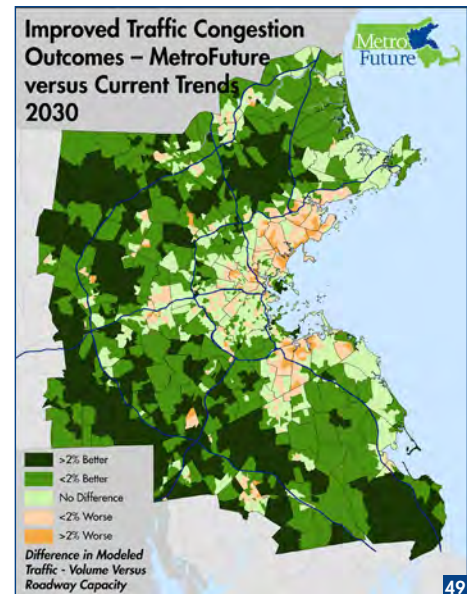 Improved Traffic Congestion
Outcomes – MetroFuture
versus Current Trends
2030
Metro
Future
>2% Better
<2% Better
No Difference
<2% Worse
>2% Worse
Difference in Modeled
Traffic - Volume Versus
Roadway Capacity
49